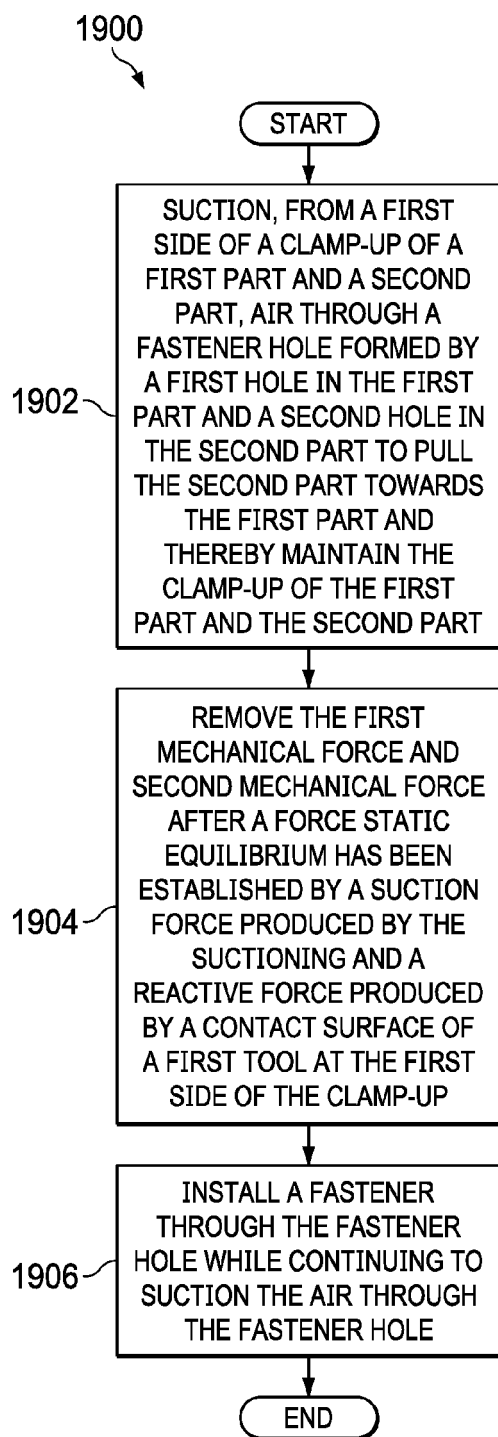 1900
START
SUCTION, FROM A FIRST
SIDE OF A CLAMP-UP OF A
FIRST PART AND A SECOND
PART, AIR THROUGH A
FASTENER HOLE FORMED BY
A FIRST HOLE IN THE FIRST
PART AND A SECOND HOLE IN
THE SECOND PART TO PULL
THE SECOND PART TOWARDS
THE FIRST PART AND
THEREBY MAINTAIN THE
CLAMP-UP OF THE FIRST
PART AND THE SECOND PART
1902
REMOVE THE FIRST
MECHANICAL FORCE AND
SECOND MECHANICAL FORCE
AFTER A FORCE STATIC
EQUILIBRIUM HAS BEEN
ESTABLISHED BY A SUCTION
FORCE PRODUCED BY THE
SUCTIONING AND A
REACTIVE FORCE PRODUCED
BY A CONTACT SURFACE OF
A FIRST TOOL AT THE FIRST
SIDE OF THE CLAMP-UP
1904
INSTALL A FASTENER
THROUGH THE FASTENER
HOLE WHILE CONTINUING TO
SUCTION THE AIR THROUGH
THE FASTENER HOLE
1906
END